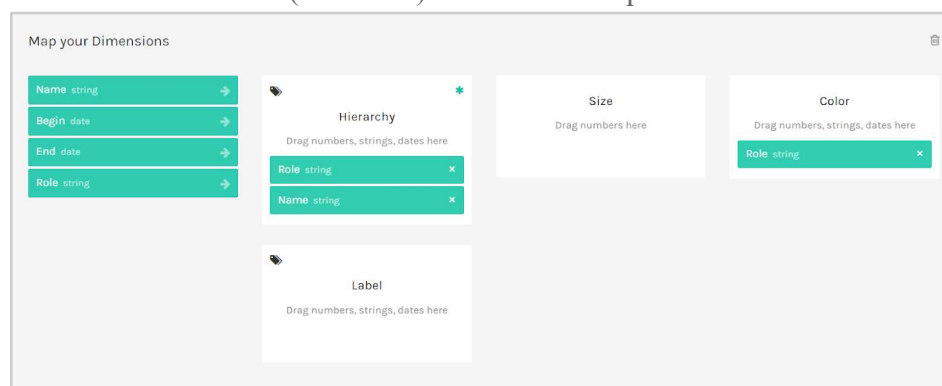 Map your Dimensions
Name string
Begin date
End date
Role string
Hierarchy
Drag numbers, strings, dates here
Role string
Name string
Size
Drag numbers here
Color
Drag numbers, strings, dates here
Role string
Label
Drag numbers, strings, dates here